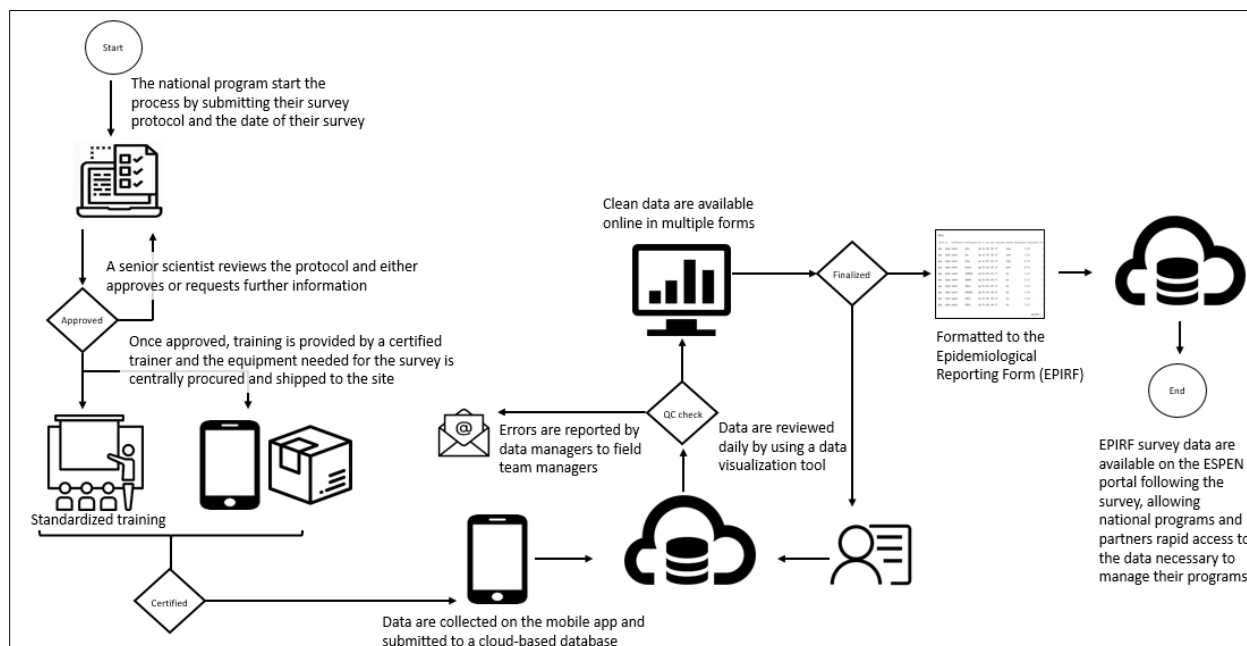 Start
The national program start the
process by submitting their survey
protocol and the date of their survey
A senior scientist reviews the protocol and either
approves or requests further information
Approved
Once approved, training is provided by a certified
trainer and the equipment needed for the survey is
centrally procured and shipped to the site
Standardized training
Certified
Data are collected on the mobile app and
submitted to a cloud-based database
QC check
Errors are reported by
data managers to field
team managers
Data are reviewed
daily by using a data
visualization tool
@
Clean data are available
online in multiple forms
Finalized
Formatted to the
Epidemiological
Reporting Form (EPIRF)
End
EPIRF survey data are
available on the ESPEN
portal following the
survey, allowing
national programs and
partners rapid access to
the data necessary to
manage their programs